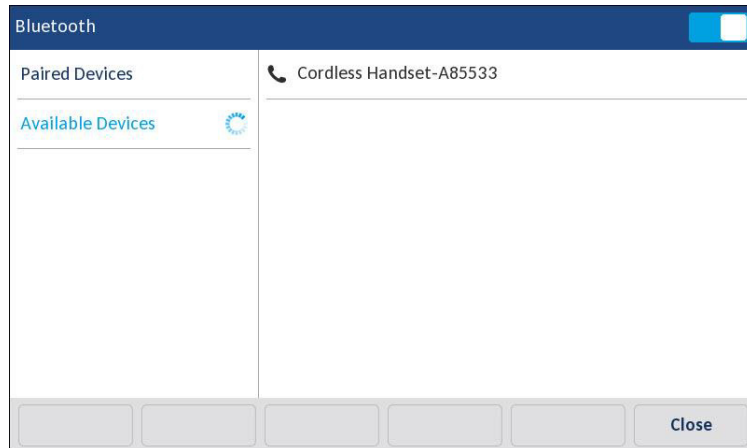 Bluetooth
Paired Devices
Available Devices
Cordless Handset-A85533
Close